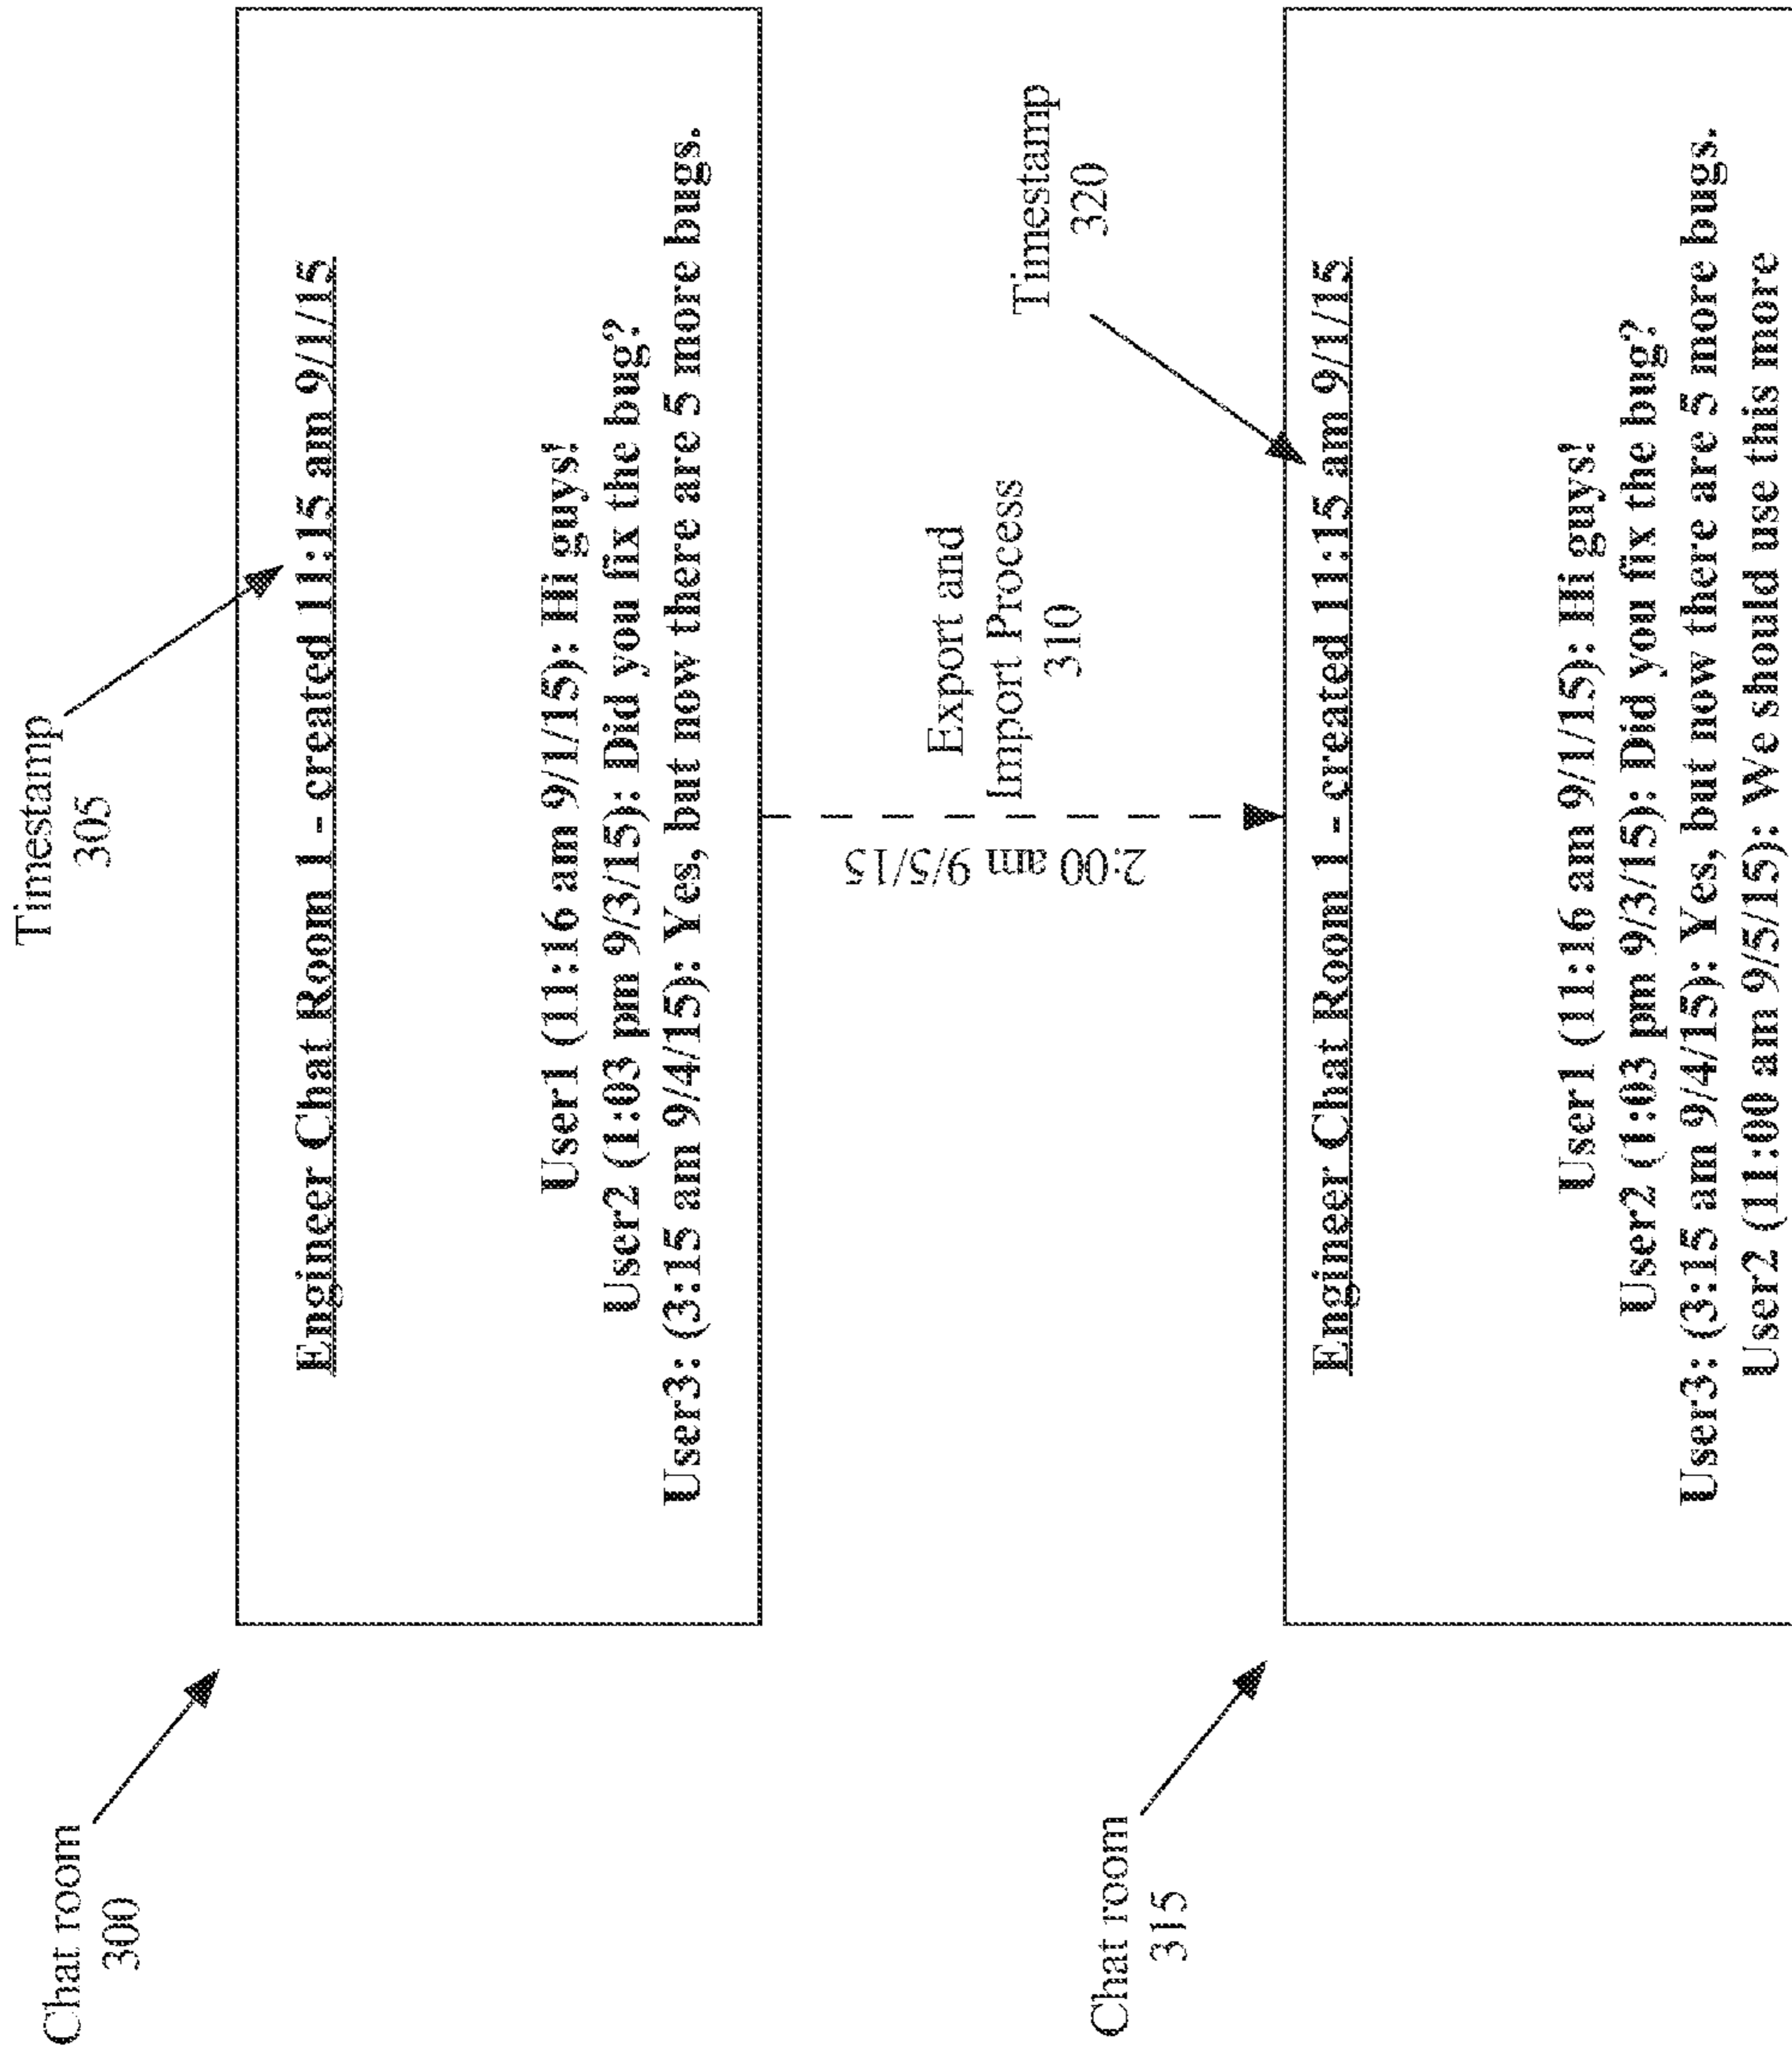 Timestamp
305
Chat room
300
Engineer Chat Room 1 - created 11:15 am 9/1/15
User1 (11:16 am 9/1/15): Hi guys!
User2 (1:03 pm 9/3/15): Did you fix the bug?
User3: (3:15 am 9/4/15): Yes, but now there are 5 more bugs.
2:00 am 9/5/15
Export and
Import Process
310
Timestamp
320
Chat room
315
Engineer Chat Room 1 - created 11:15 am 9/1/15
User1 (11:16 am 9/1/15): Hi guys!
User2 (1:03 pm 9/3/15): Did you fix the bug?
User3: (3:15 am 9/4/15): Yes, but now there are 5 more bugs.
User2 (11:00 am 9/5/15): We should use this more